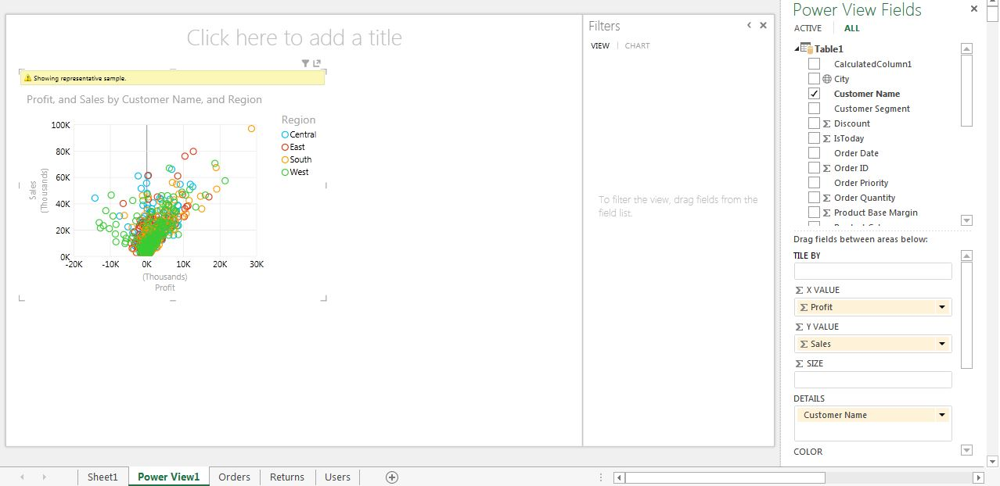 Click here to add a title
Showing representative sample.
Profit, and Sales by Customer Name, and Region
Region
Central
East
South
West
100K
80K
60K
40K
20K
0K
Sales
(Thousands)
-20K -10K 0K 10K 20K 30K
(Thousands)
Profit
Filters
VIEW | CHART
To filter the view, drag fields from the
field list.
Power View Fields
ACTIVE ALL
Table1
CalculatedColumn1
City
Customer Name
Customer Segment
Discount
IsToday
Order Date
Order ID
Order Priority
Order Quantity
Product Base Margin
Drag fields between areas below:
TILE BY
Σ X VALUE
Σ Profit
Σ Y VALUE
Σ Sales
Σ SIZE
DETAILS
Customer Name
COLOR
Sheet1 Power View1 Orders Returns Users